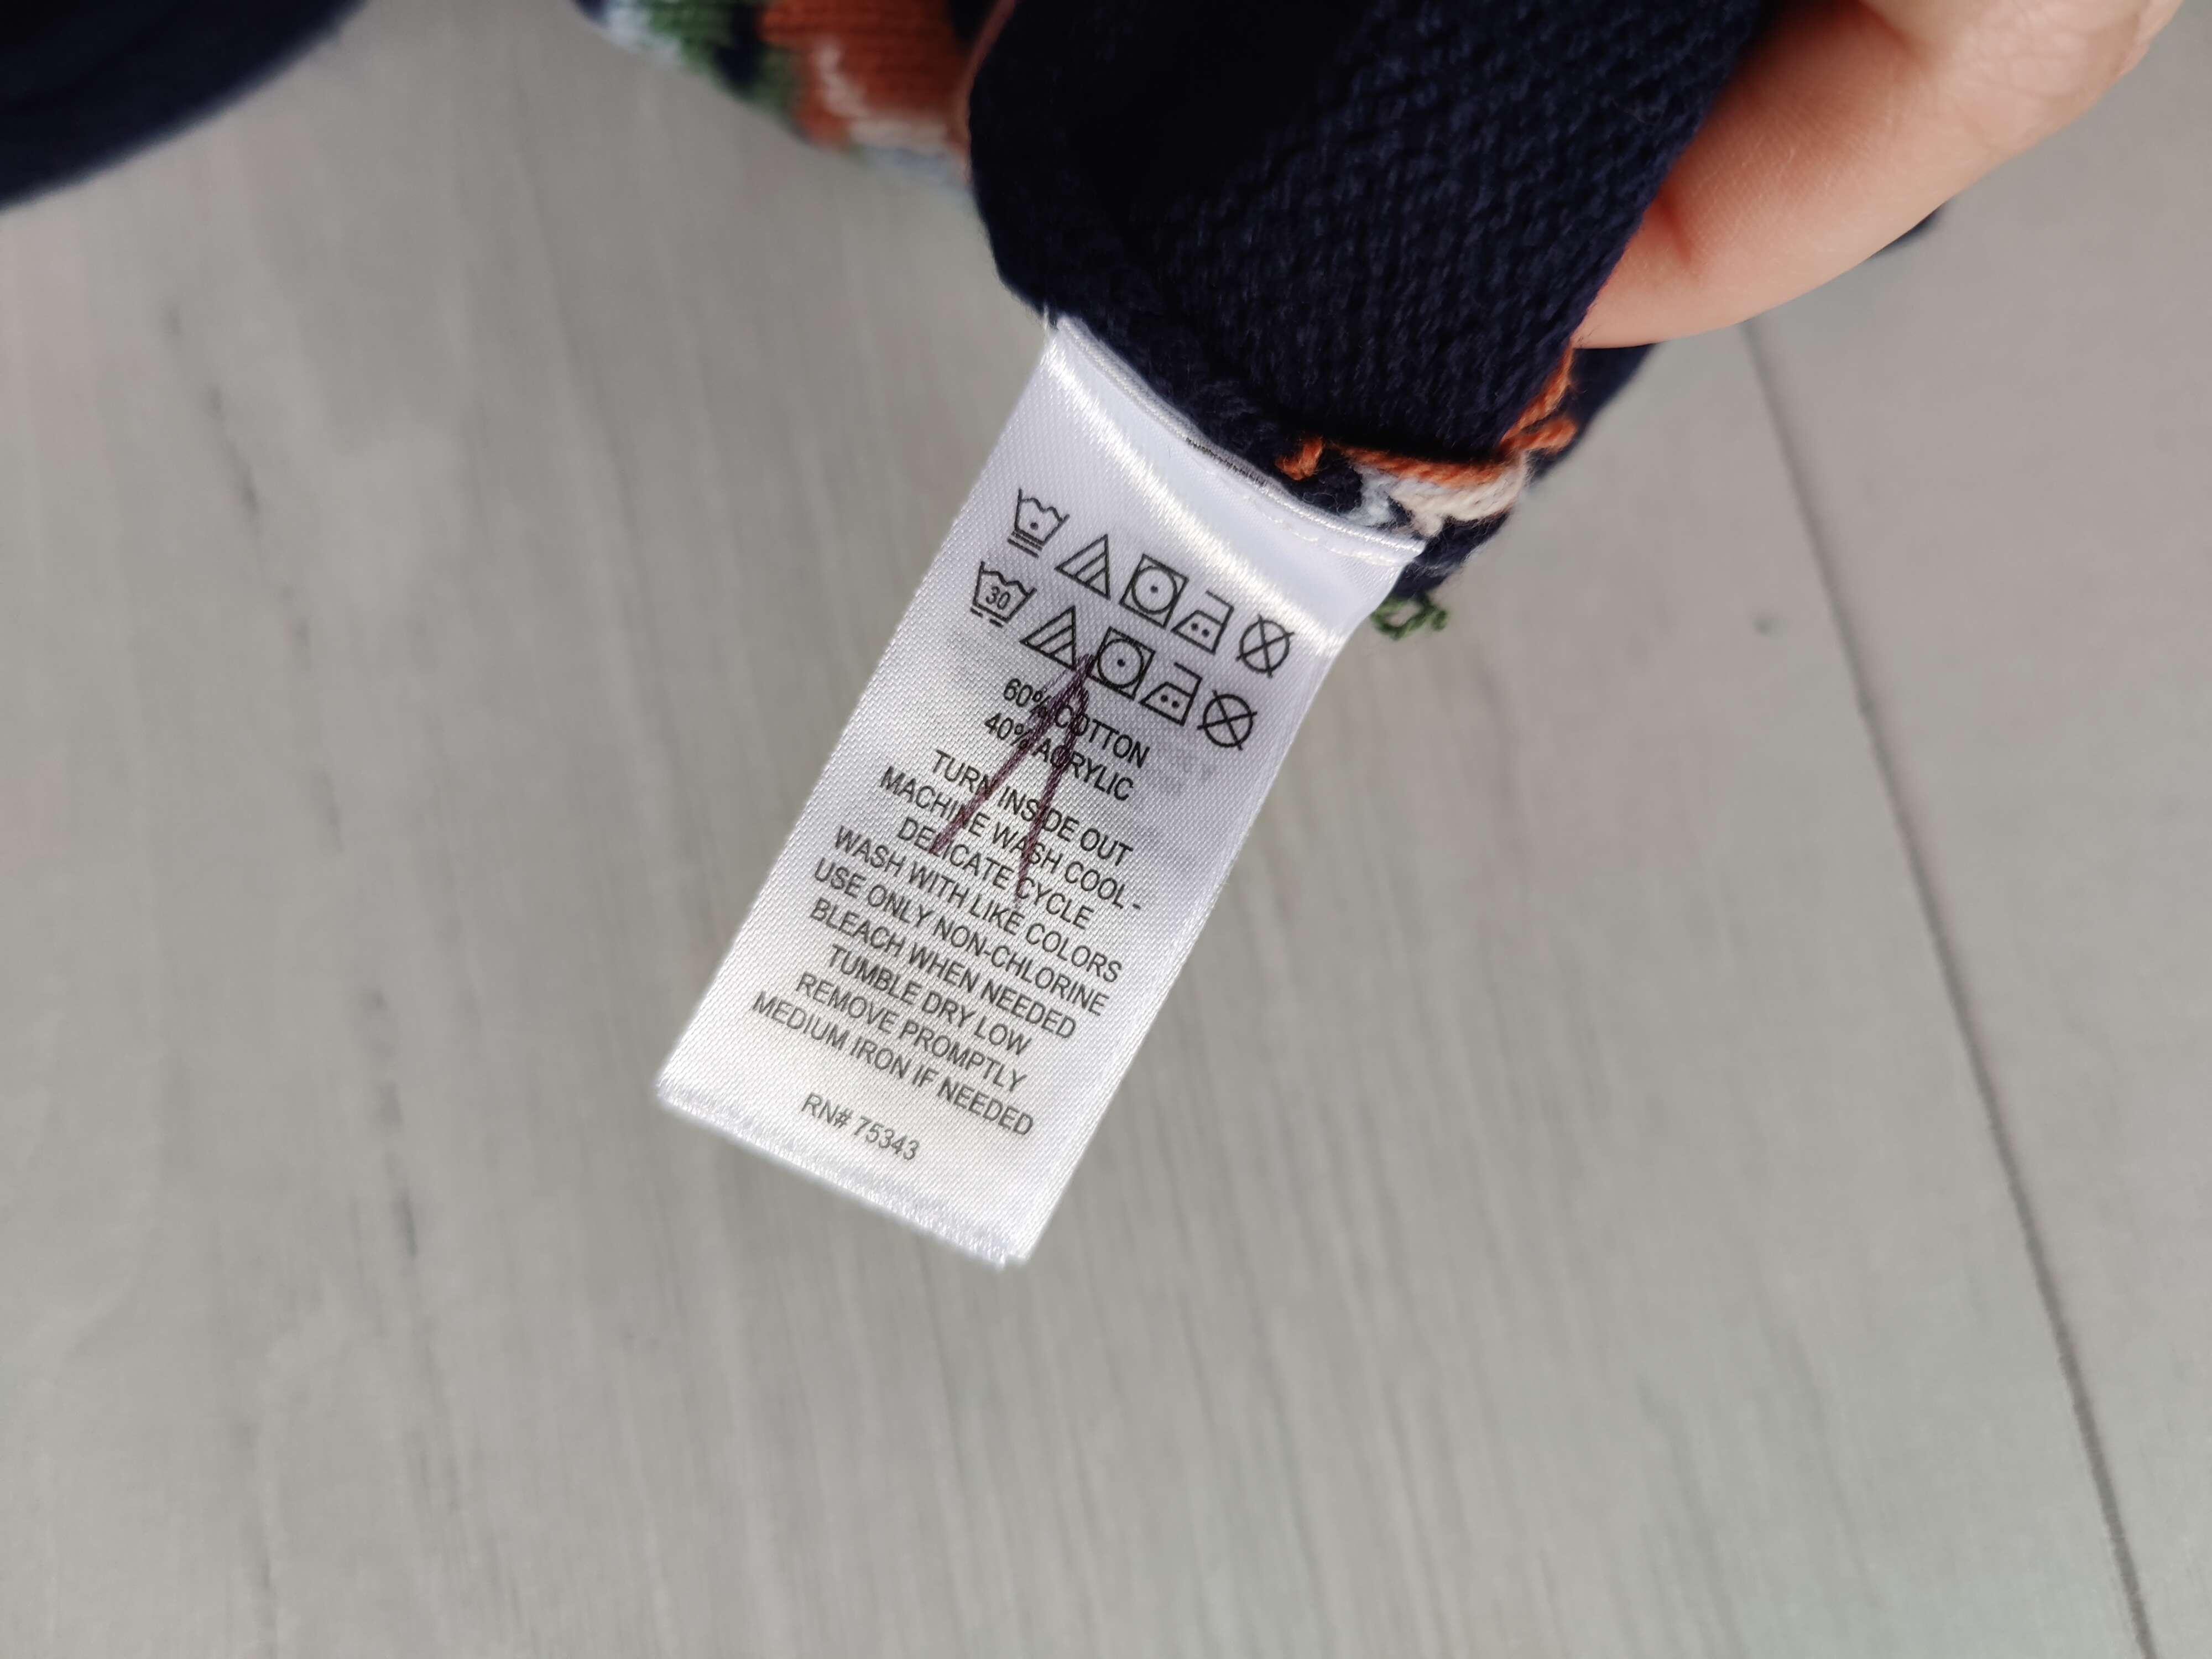 30
60% COTTON
40% ACRYLIC
TURN INSIDE OUT
MACHINE WASH COOL-
DELICATE CYCLE
WASH WITH LIKE COLORS
USE ONLY NON-CHLORINE
BLEACH WHEN NEEDED
TUMBLE DRY LOW
REMOVE PROMPTLY
MEDIUM IRON IF NEEDED
RN# 75343